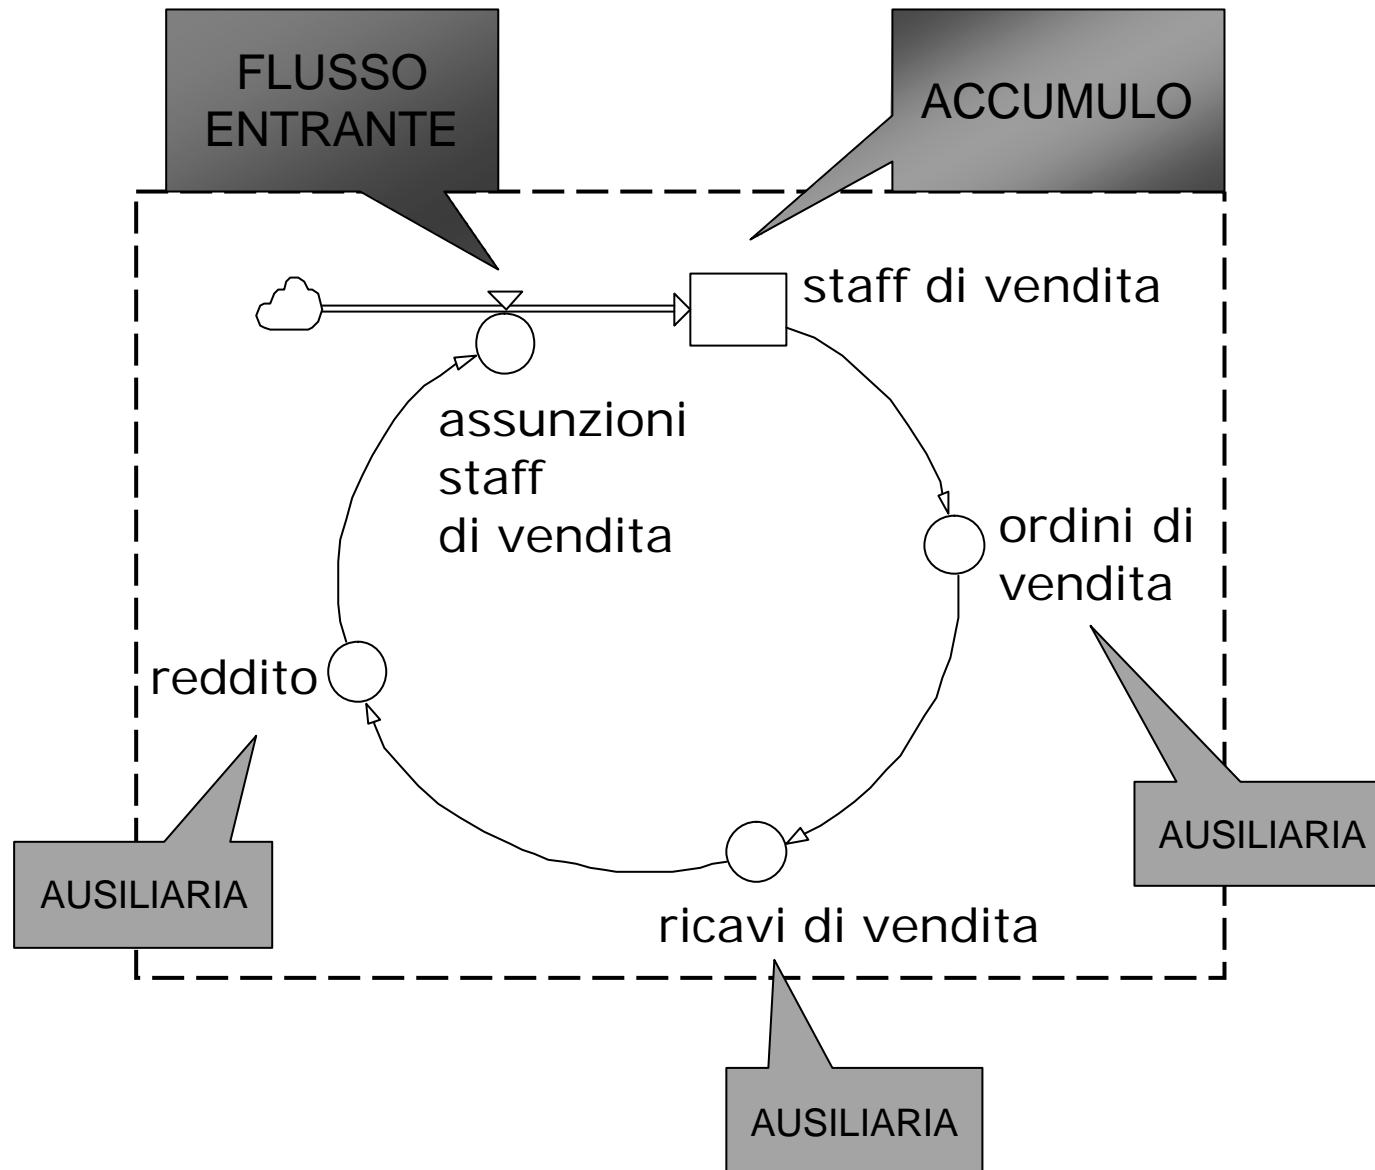 FLUSSO
ENTRANTE
ACCUMULO
staff di vendita
assunzioni
staff
di vendita
ordini di
vendita
reddito
AUSILIARIA
AUSILIARIA
ricavi di vendita
AUSILIARIA